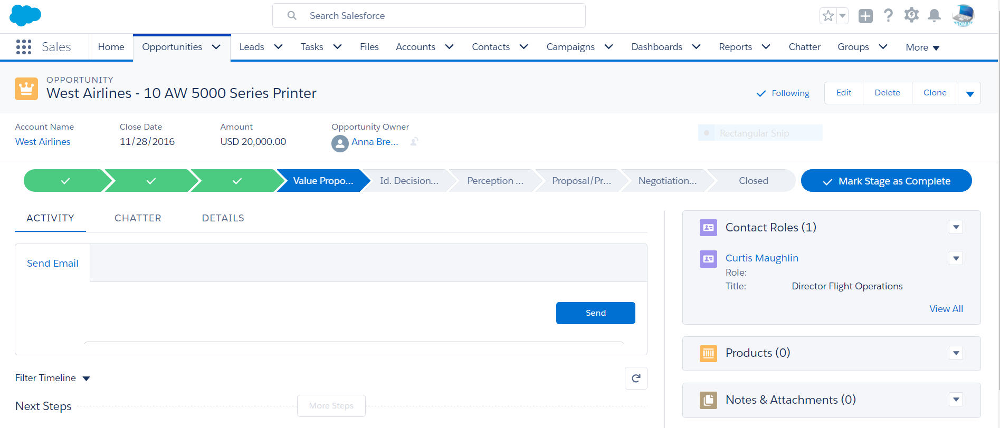 Search Salesforce
ADMIN
Sales Home Opportunities Leads Tasks Files Accounts Contacts Campaigns Dashboards Reports Chatter Groups More
OPPORTUNITY
West Airlines - 10 AW 5000 Series Printer
Following Edit Delete Clone
Account Name Close Date Amount Opportunity Owner
West Airlines 11/28/2016 USD 20,000.00 Anna Bre...
Rectangular Snip
Value Propo... Id. Decision... Perception ... Proposal/Pr... Negotiation... Closed Mark Stage as Complete
ACTIVITY CHATTER DETAILS
Send Email
Send
Filter Timeline
Next Steps
More Steps
Contact Roles (1)
Curtis Maughlin
Role:
Title: Director Flight Operations
View All
Products (0)
Notes & Attachments (0)